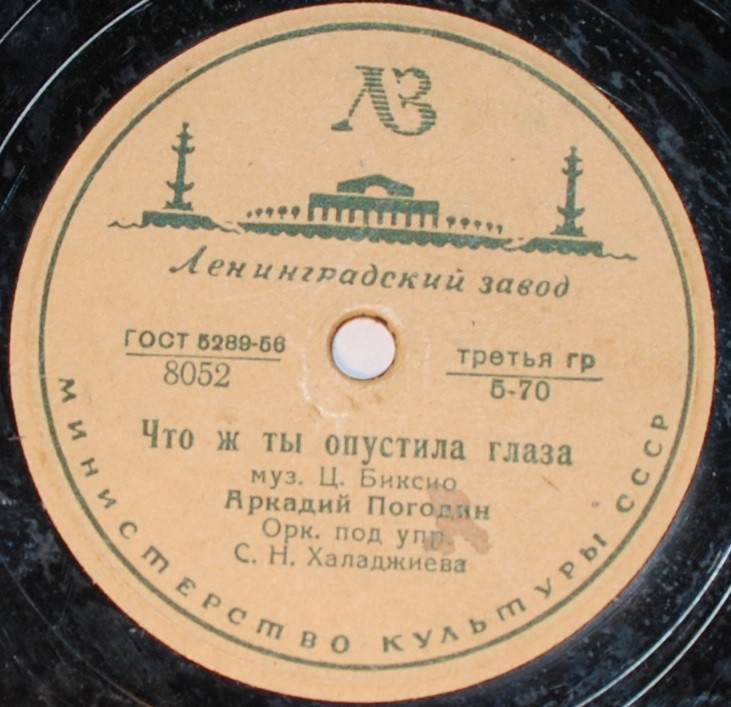 ЛЗ
Ленинградский завод
ГОСТ 5289-56
8052
третья гр
5-70
Что ж ты опустила глаза
муз. Ц. Биксио
Аркадий Погодин
Орк. под упр.
С. Н. Халаджиева
МИНИСТЕРСТВО КУЛЬТУРЫ СССР